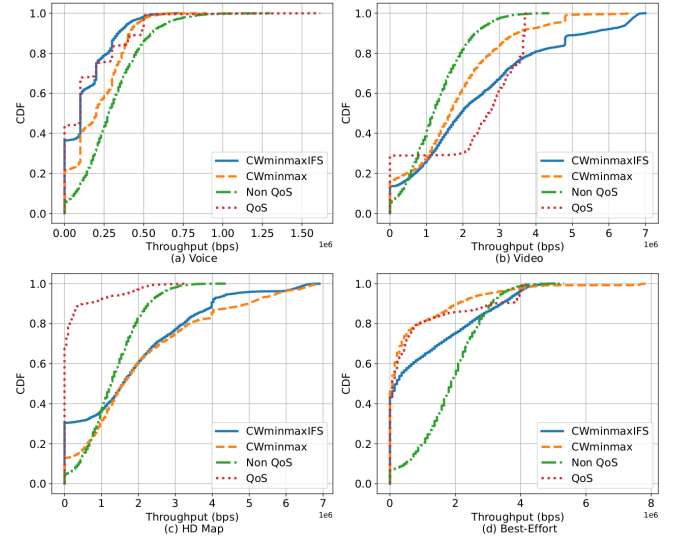 1.0
0.8
0.6
0.4
0.2
0.0
CDF
CWminmaxIFS
CWminmax
Non QoS
QoS
0.00 0.25 0.50 0.75 1.00 1.25 1.50
Throughput (bps) 1e6
(a) Voice
1.0
0.8
0.6
0.4
0.2
0.0
CDF
CWminmaxIFS
CWminmax
Non QoS
QoS
0 1 2 3 4 5 6 7
Throughput (bps) 1e6
(b) Video
1.0
0.8
0.6
0.4
0.2
0.0
CDF
CWminmaxIFS
CWminmax
Non QoS
QoS
0 1 2 3 4 5 6 7
Throughput (bps) 1e6
(c) HD Map
1.0
0.8
0.6
0.4
0.2
0.0
CDF
CWminmaxIFS
CWminmax
Non QoS
QoS
0 2 4 6 8
Throughput (bps) 1e6
(d) Best-Effort